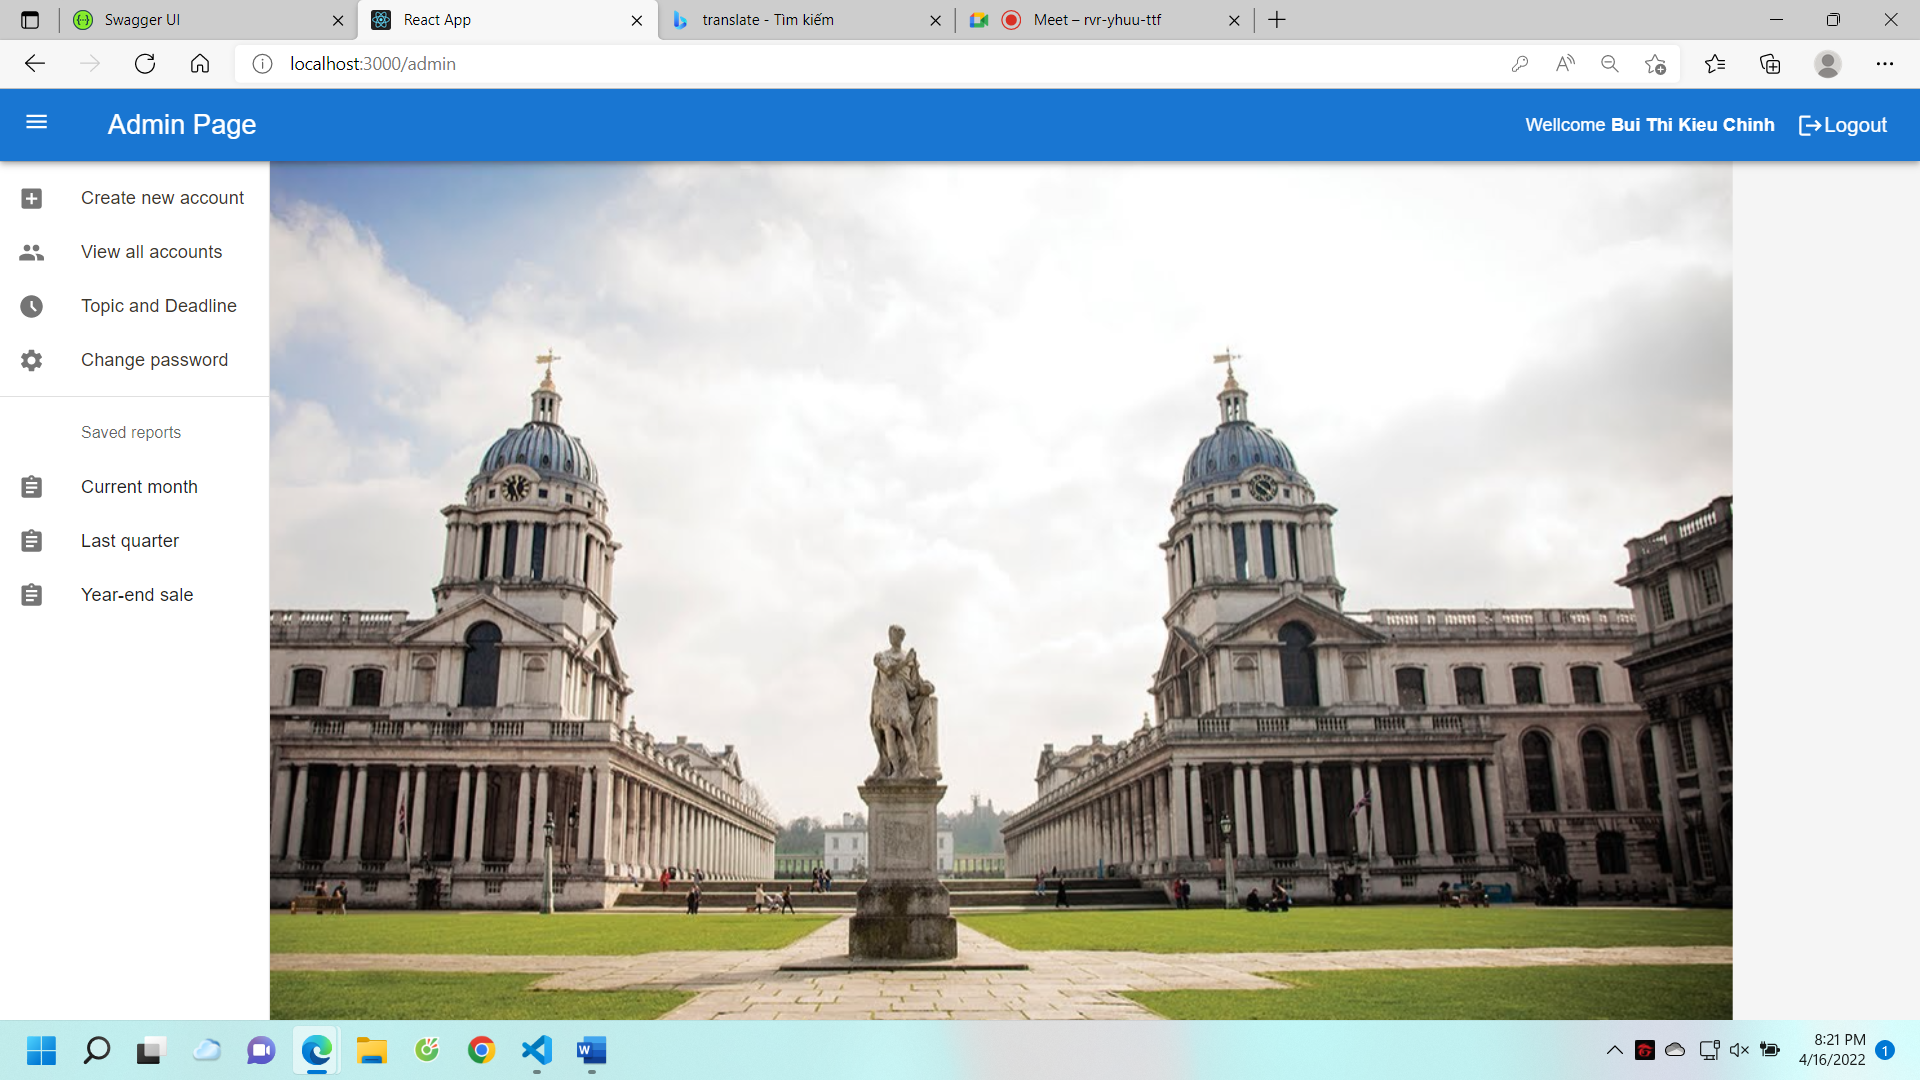 Swagger UI
React App
translate - Tìm kiếm
Meet – rvr-yhuu-ttf
localhost:3000/admin
Admin Page
Wellcome Bui Thi Kieu Chinh
Logout
Create new account
View all accounts
Topic and Deadline
Change password
Saved reports
Current month
Last quarter
Year-end sale
8:21 PM
4/16/2022
1